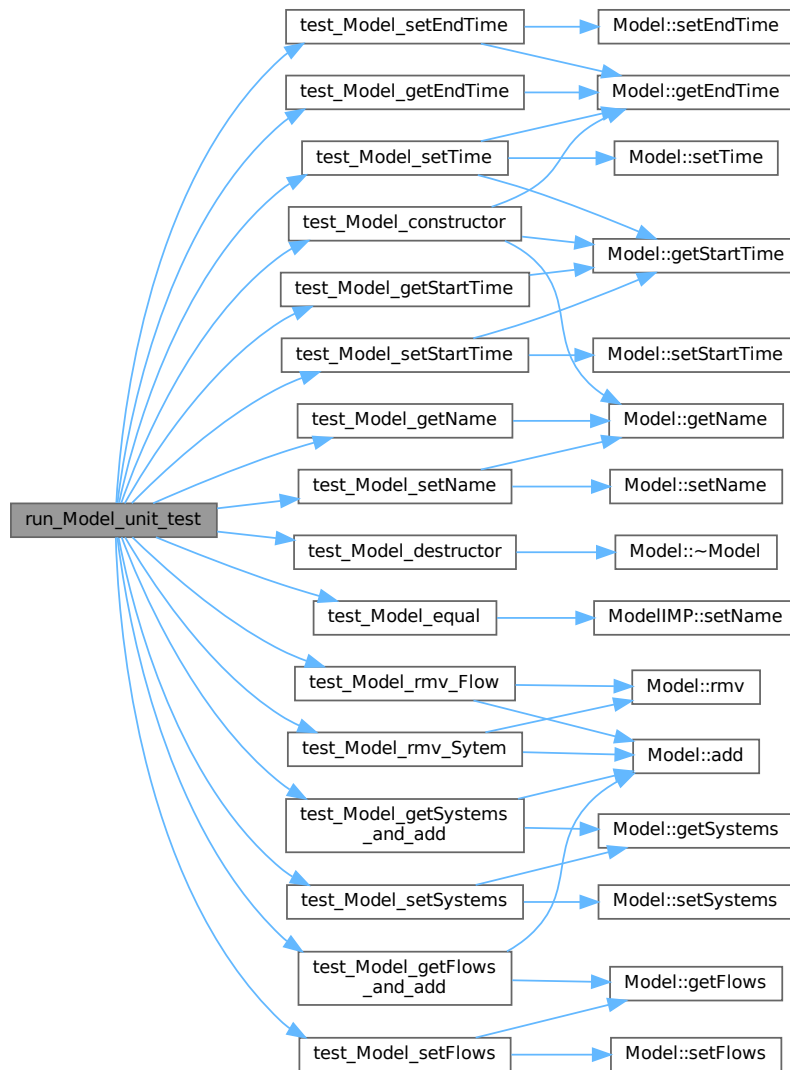 run_Model_unit_test
test_Model_setEndTime
test_Model_getEndTime
test_Model_setTime
test_Model_constructor
test_Model_getStartTime
test_Model_setStartTime
test_Model_getName
test_Model_setName
test_Model_destructor
test_Model_equal
test_Model_rmv_Flow
test_Model_rmv_Sytem
test_Model_getSystems
_and_add
test_Model_setSystems
test_Model_getFlows
_and_add
test_Model_setFlows
Model::setEndTime
Model::getEndTime
Model::setTime
Model::getStartTime
Model::setStartTime
Model::getName
Model::setName
Model::~Model
ModelIMP::setName
Model::rmv
Model::add
Model::getSystems
Model::setSystems
Model::getFlows
Model::setFlows